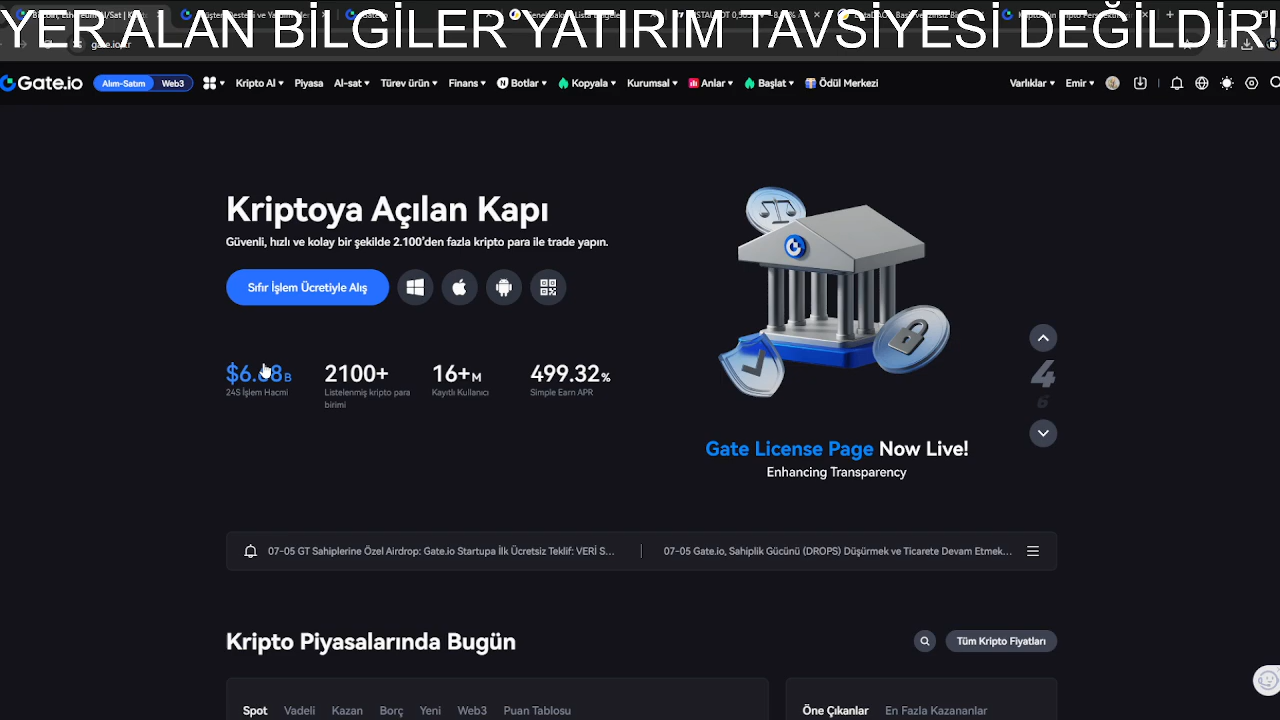 YER ALAN BİLGİLER YATIRIM TAVSİYESİ DEĞİLDİR!
gate.io/tr
Gate.io Alım-Satım Web3 Kripto Al Piyasa Al-sat Türev ürün Finans Botlar Kopyala Kurumsal Anlar Başlat Ödül Merkezi Varlıklar Emir
Kriptoya Açılan Kapı
Güvenli, hızlı ve kolay bir şekilde 2.100'den fazla kripto para ile trade yapın.
Sıfır İşlem Ücretiyle Alış
2100+ 16+M 499.32%
24S İşlem Hacmi Listelenmiş kripto para birimi Kayıtlı Kullanıcı Simple Earn APR
4
6
Gate License Page Now Live!
Enhancing Transparency
07-05 GT Sahiplerine Özel Airdrop: Gate.io Startupa İlk Ücretsiz Teklif: VERİ S... 07-05 Gate.io, Sahiplik Gücünü (DROPS) Düşürmek ve Ticarete Devam Etmek...
Kripto Piyasalarında Bugün Tüm Kripto Fiyatları
Spot Vadeli Kazan Borç Yeni Web3 Puan Tablosu Öne Çıkanlar En Fazla Kazananlar